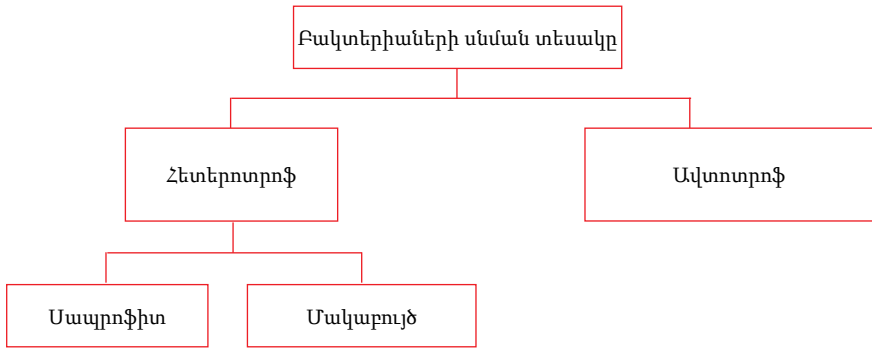 Բակտերիաների սնման տեսակը
Հետերոտրոֆ
Ավտոտրոֆ
Սապրոֆիտ
Մակաբույծ